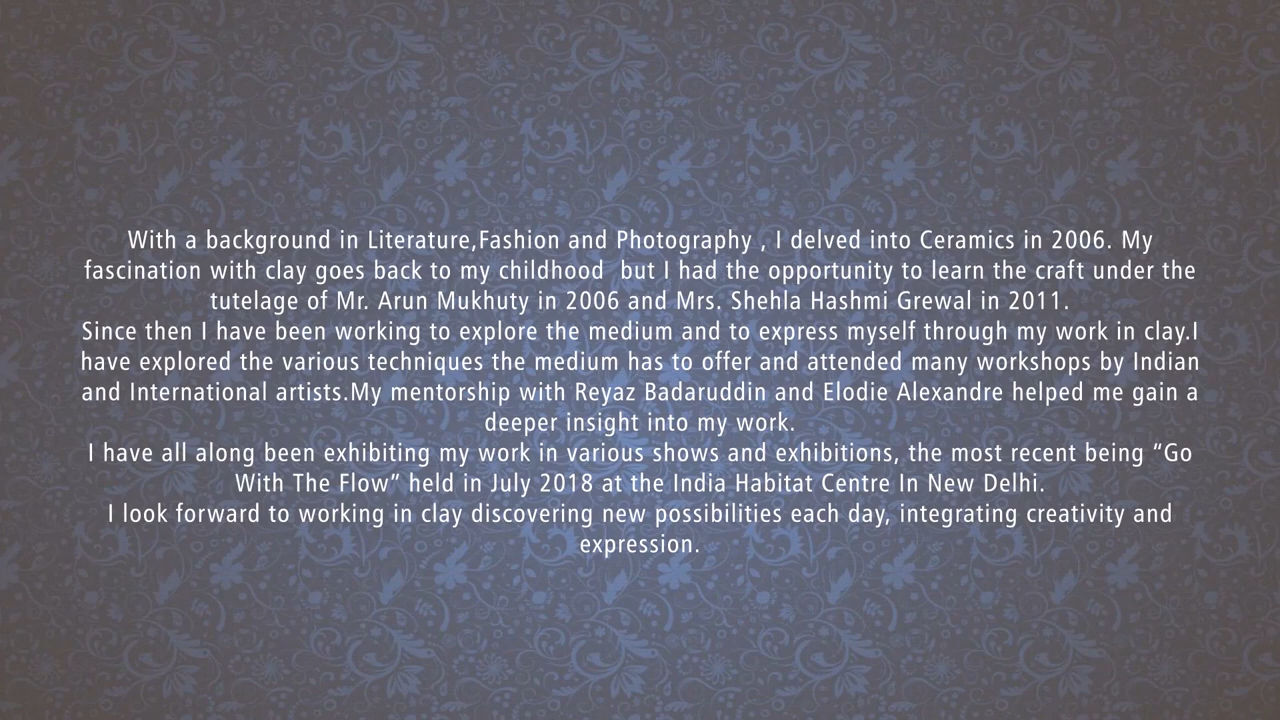 With a background in Literature,Fashion and Photography , I delved into Ceramics in 2006. My
fascination with clay goes back to my childhood  but I had the opportunity to learn the craft under the
tutelage of Mr. Arun Mukhuty in 2006 and Mrs. Shehla Hashmi Grewal in 2011.
Since then I have been working to explore the medium and to express myself through my work in clay.I
have explored the various techniques the medium has to offer and attended many workshops by Indian
and International artists.My mentorship with Reyaz Badaruddin and Elodie Alexandre helped me gain a
deeper insight into my work.
I have all along been exhibiting my work in various shows and exhibitions, the most recent being “Go
With The Flow” held in July 2018 at the India Habitat Centre In New Delhi.
I look forward to working in clay discovering new possibilities each day, integrating creativity and
expression.